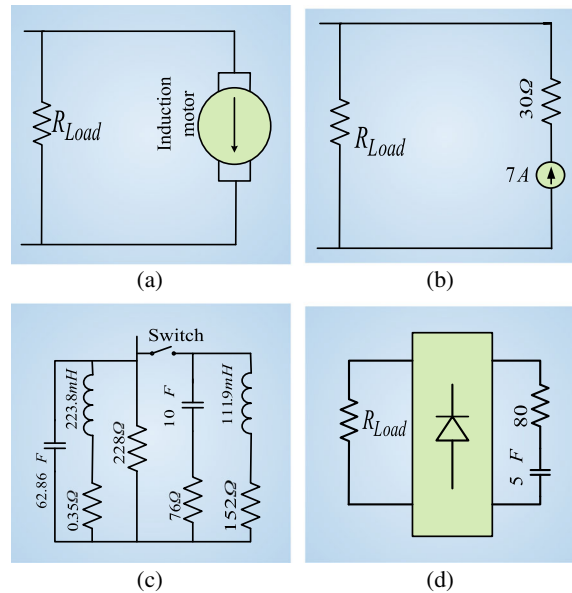 R_Load
Induction
motor
(a)
R_Load
30Ω
7 A
(b)
Switch
62.86 F
223.8mH
0.35Ω
228Ω
10 F
76Ω
111.9mH
152Ω
(c)
R_Load
80
5 F
(d)